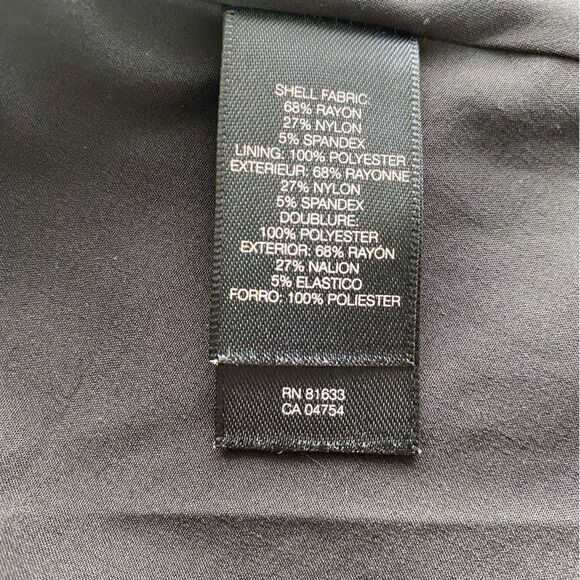 SHELL FABRIC:
68% RAYON
27% NYLON
5% SPANDEX
LINING: 100% POLYESTER
EXTERIEUR: 68% RAYONNE
27% NYLON
5% SPANDEX
DOUBLURE:
100% POLYESTER
EXTERIOR: 68% RAYÓN
27% NALION
5% ELASTICO
FORRO: 100% POLIESTER
RN 81633
CA 04754